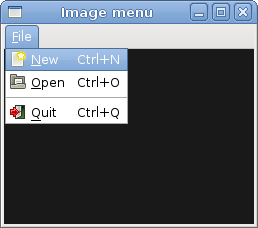 Image menu
File
New Ctrl+N
Open Ctrl+O
Quit Ctrl+Q